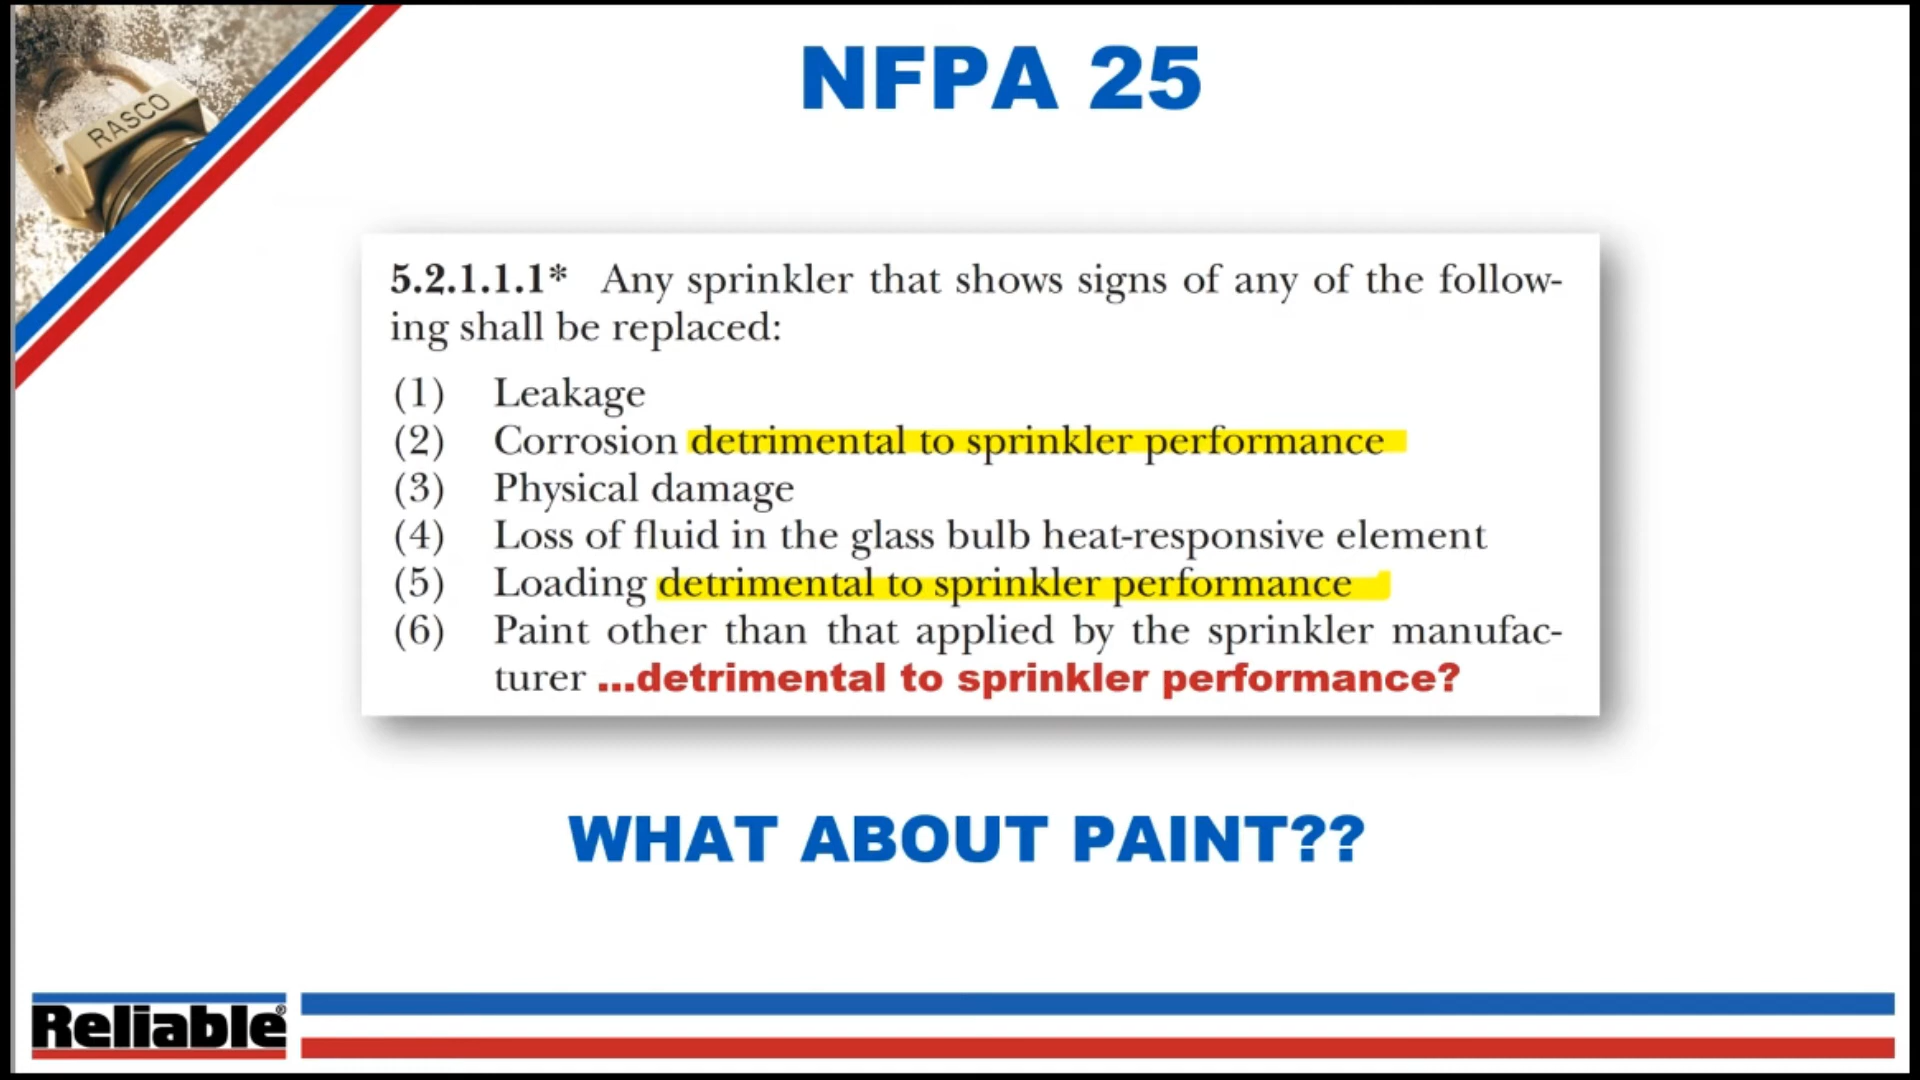 RASCO
NFPA 25
5.2.1.1.1* Any sprinkler that shows signs of any of the follow-
ing shall be replaced:
(1) Leakage
(2) Corrosion detrimental to sprinkler performance
(3) Physical damage
(4) Loss of fluid in the glass bulb heat-responsive element
(5) Loading detrimental to sprinkler performance
(6) Paint other than that applied by the sprinkler manufac-
turer ...detrimental to sprinkler performance?
WHAT ABOUT PAINT??
Reliable®